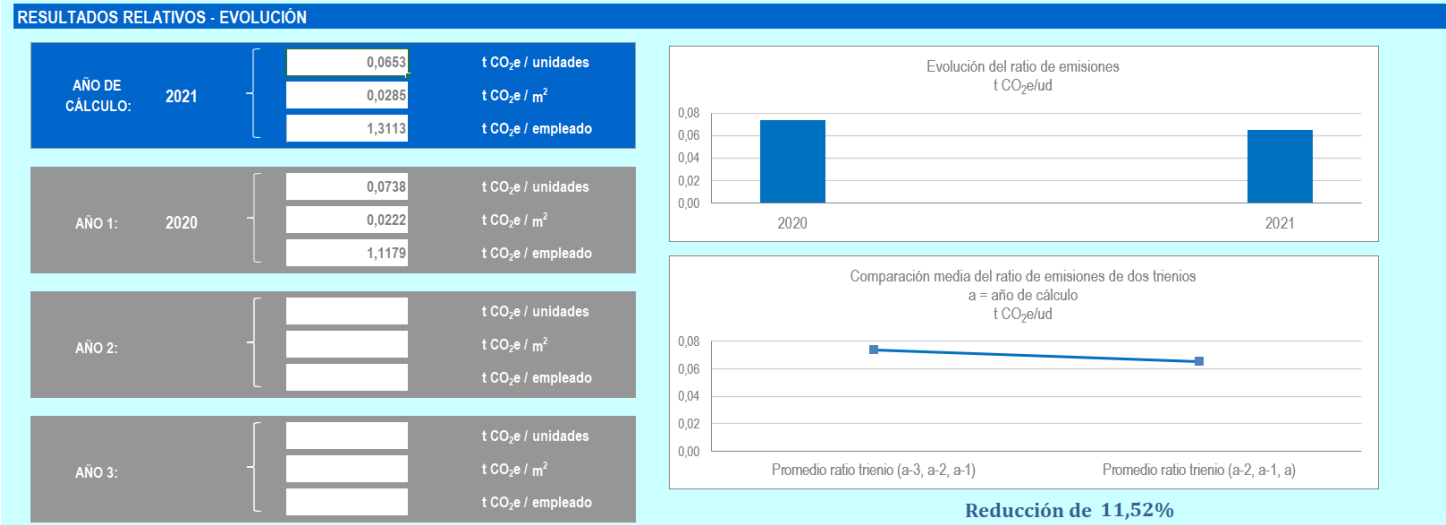 RESULTADOS RELATIVOS - EVOLUCIÓN
AÑO DE
CÁLCULO:
2021
0,0653 t CO₂e / unidades
0,0285 t CO₂e / m²
1,3113 t CO₂e / empleado
AÑO 1:
2020
0,0738 t CO₂e / unidades
0,0222 t CO₂e / m²
1,1179 t CO₂e / empleado
AÑO 2:
t CO₂e / unidades
t CO₂e / m²
t CO₂e / empleado
AÑO 3:
t CO₂e / unidades
t CO₂e / m²
t CO₂e / empleado
Evolución del ratio de emisiones
t CO₂e/ud
0,08
0,06
0,04
0,02
0,00
2020 2021
Comparación media del ratio de emisiones de dos trienios
a = año de cálculo
t CO₂e/ud
0,08
0,06
0,04
0,02
0,00
Promedio ratio trienio (a-3, a-2, a-1) Promedio ratio trienio (a-2, a-1, a)
Reducción de 11,52%